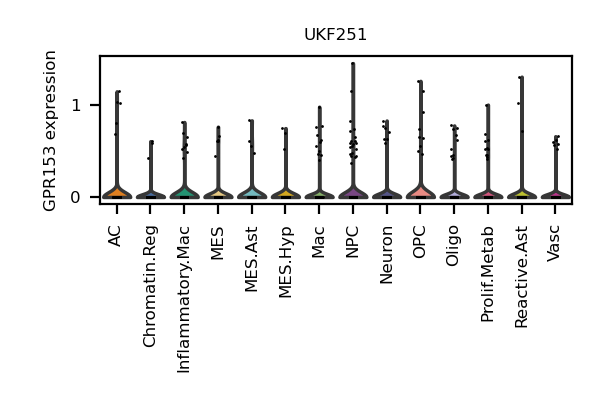 UKF251
GPR153 expression
1
0
AC
Chromatin.Reg
Inflammatory.Mac
MES
MES.Ast
MES.Hyp
Mac
NPC
Neuron
OPC
Oligo
Prolif.Metab
Reactive.Ast
Vasc